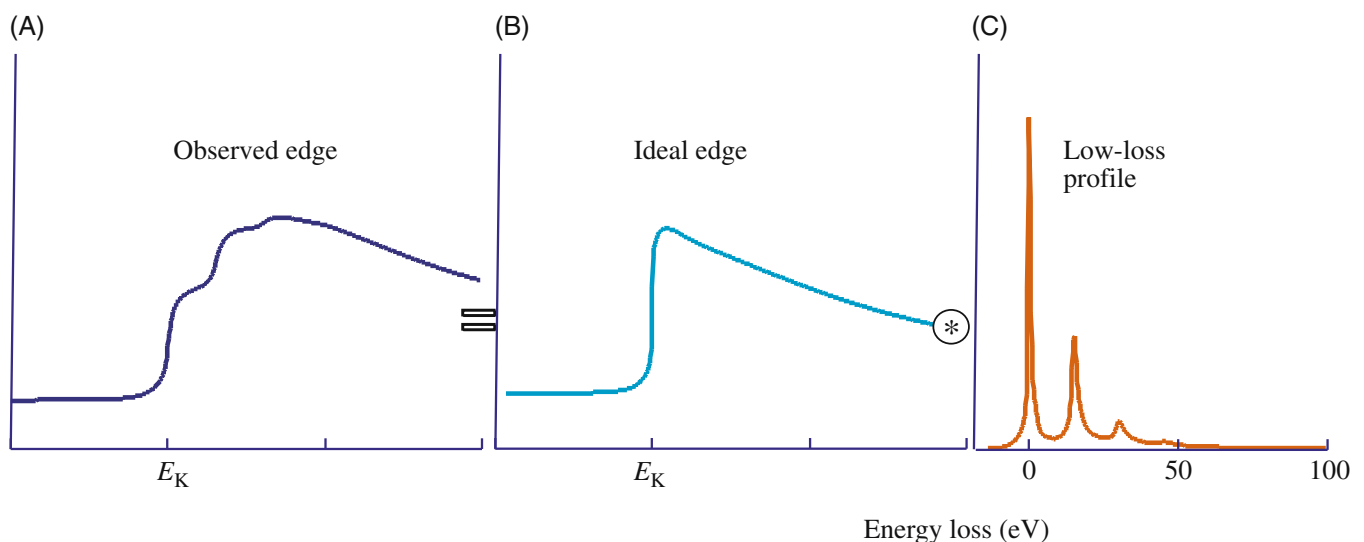 (A)
(B)
(C)
Observed edge
Ideal edge
Low-loss
profile
=
*
E_K
E_K
0
50
100
Energy loss (eV)